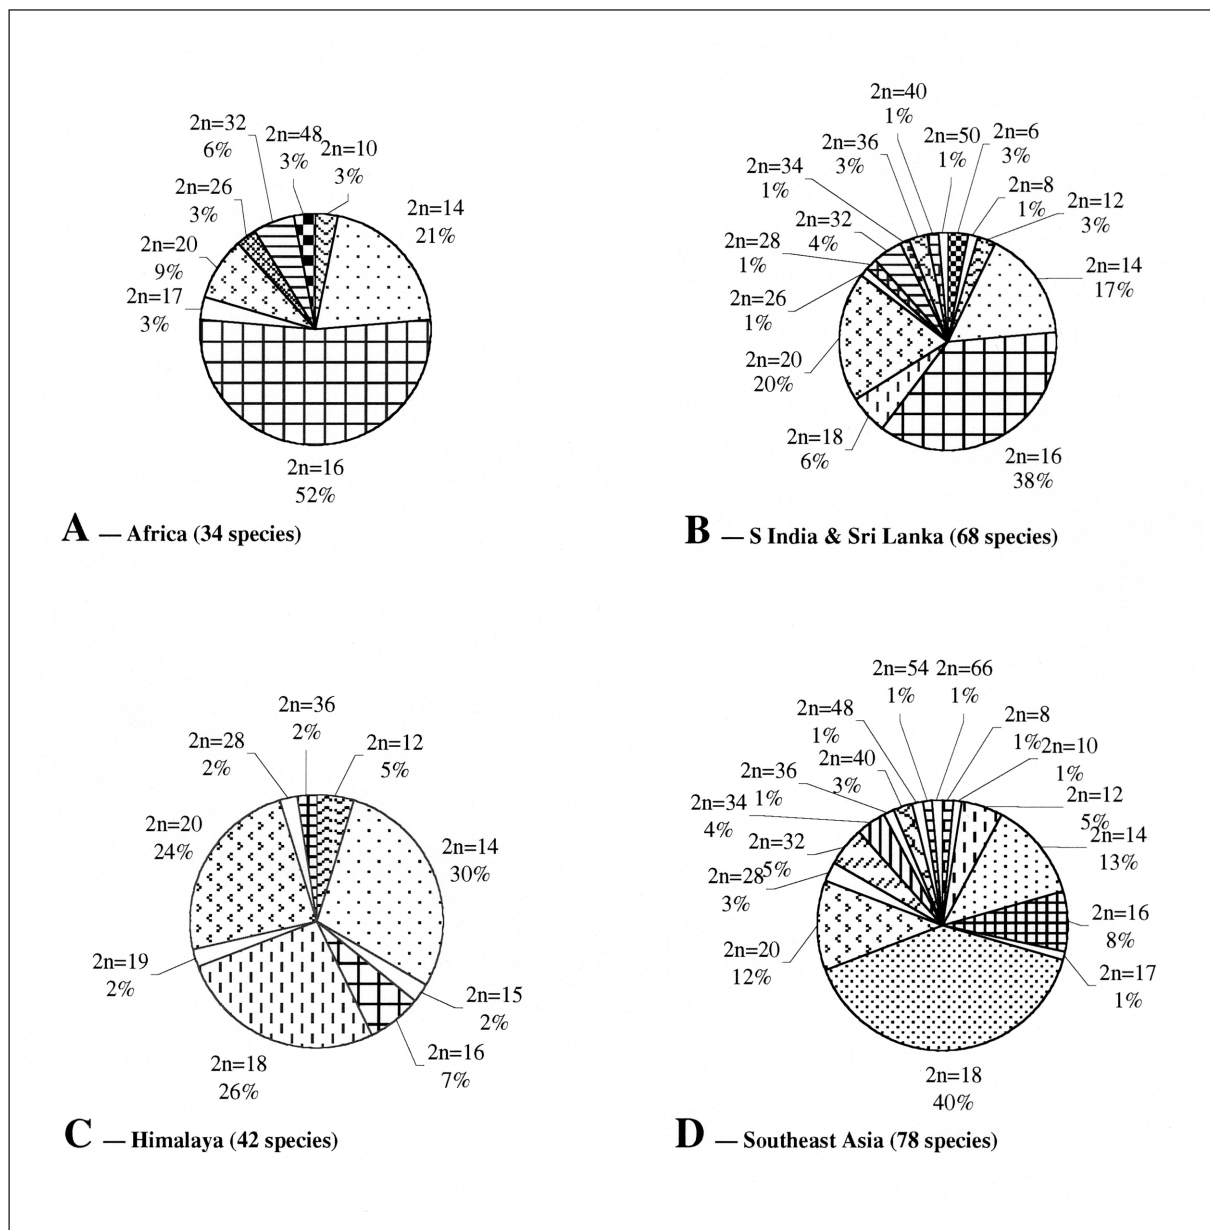 2n=32
6%
2n=48
3%
2n=10
3%
2n=26
3%
2n=14
21%
2n=20
9%
2n=17
3%
2n=16
52%
A — Africa (34 species)
2n=40
1%
2n=36
3%
2n=50
1%
2n=6
3%
2n=34
1%
2n=8
1%
2n=12
3%
2n=32
4%
2n=28
1%
2n=14
17%
2n=26
1%
2n=20
20%
2n=18
6%
2n=16
38%
B — S India & Sri Lanka (68 species)
2n=36
2%
2n=28
2%
2n=12
5%
2n=20
24%
2n=14
30%
2n=19
2%
2n=15
2%
2n=18
26%
2n=16
7%
C — Himalaya (42 species)
2n=54
1%
2n=66
1%
2n=48
1%
2n=8
1%
2n=10
1%
2n=40
3%
2n=36
1%
2n=12
5%
2n=34
4%
2n=32
5%
2n=14
13%
2n=28
3%
2n=16
8%
2n=20
12%
2n=17
1%
2n=18
40%
D — Southeast Asia (78 species)